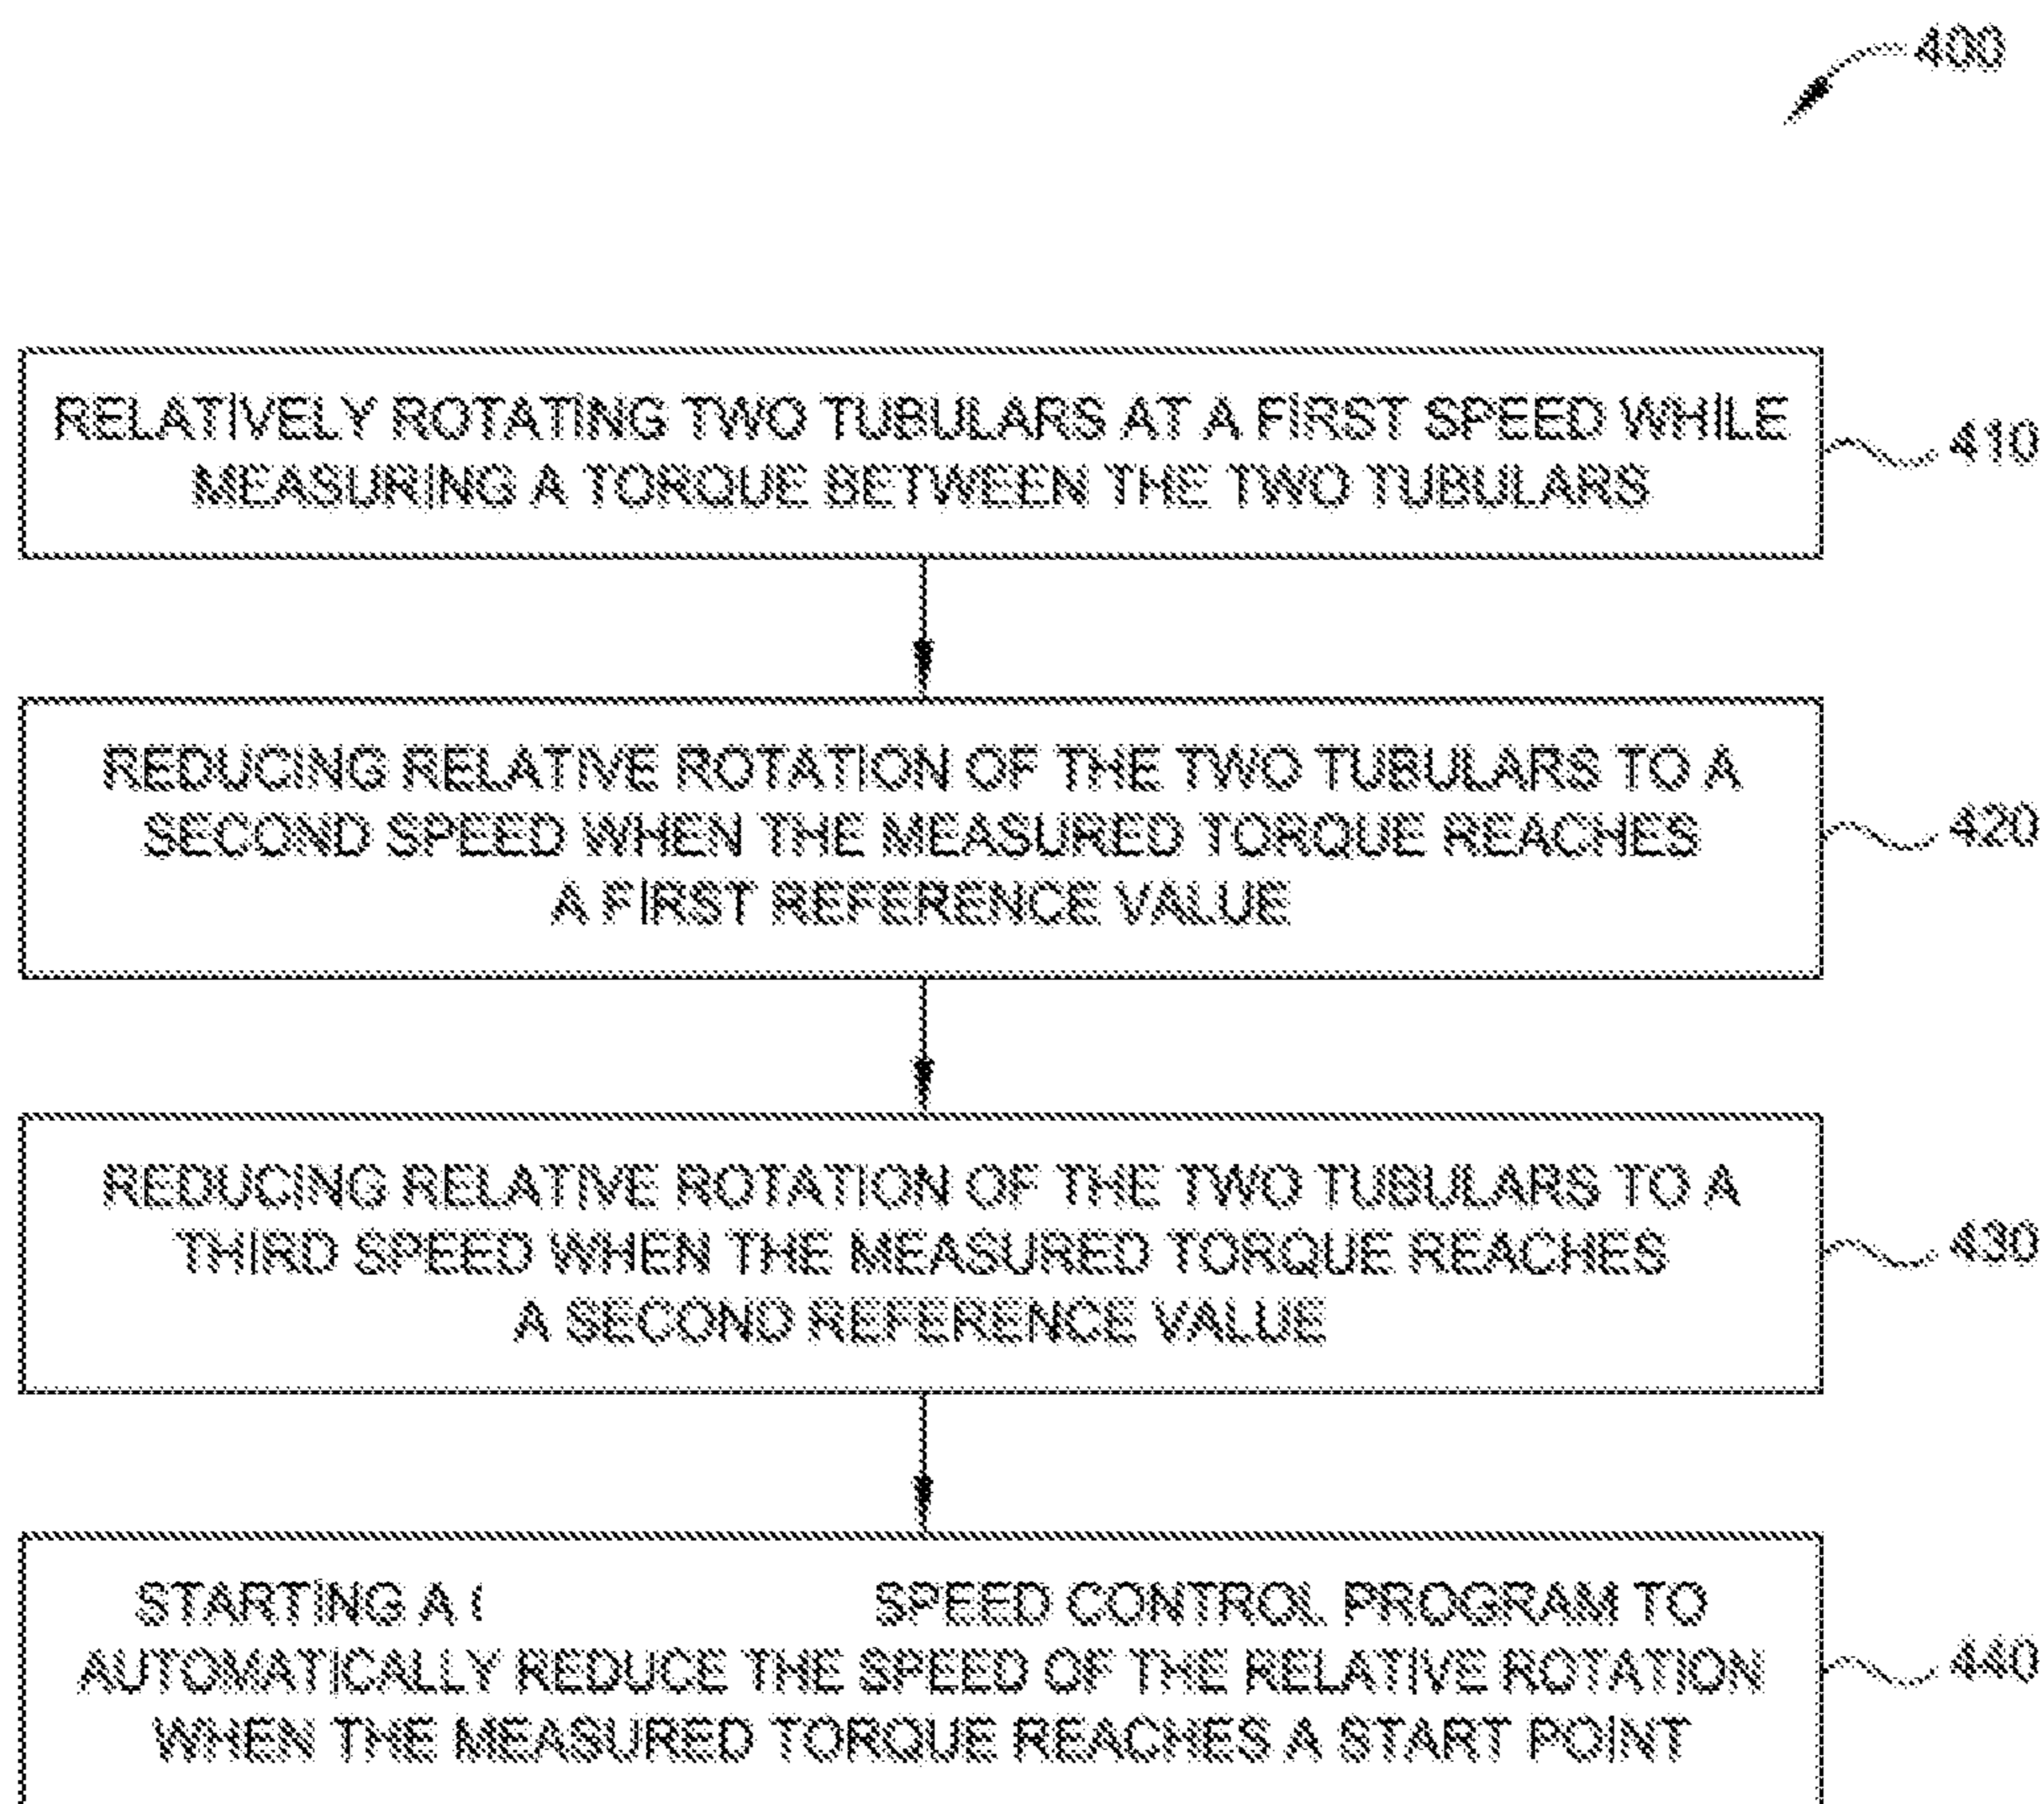 400
RELATIVELY ROTATING TWO TUBULARS AT A FIRST SPEED WHILE
MEASURING A TORQUE BETWEEN THE TWO TUBULARS
410
REDUCING RELATIVE ROTATION OF THE TWO TUBULARS TO A
SECOND SPEED WHEN THE MEASURED TORQUE REACHES
A FIRST REFERENCE VALUE
420
REDUCING RELATIVE ROTATION OF THE TWO TUBULARS TO A
THIRD SPEED WHEN THE MEASURED TORQUE REACHES
A SECOND REFERENCE VALUE
430
STARTING A SPEED CONTROL PROGRAM TO
AUTOMATICALLY REDUCE THE SPEED OF THE RELATIVE ROTATION
WHEN THE MEASURED TORQUE REACHES A START POINT
440